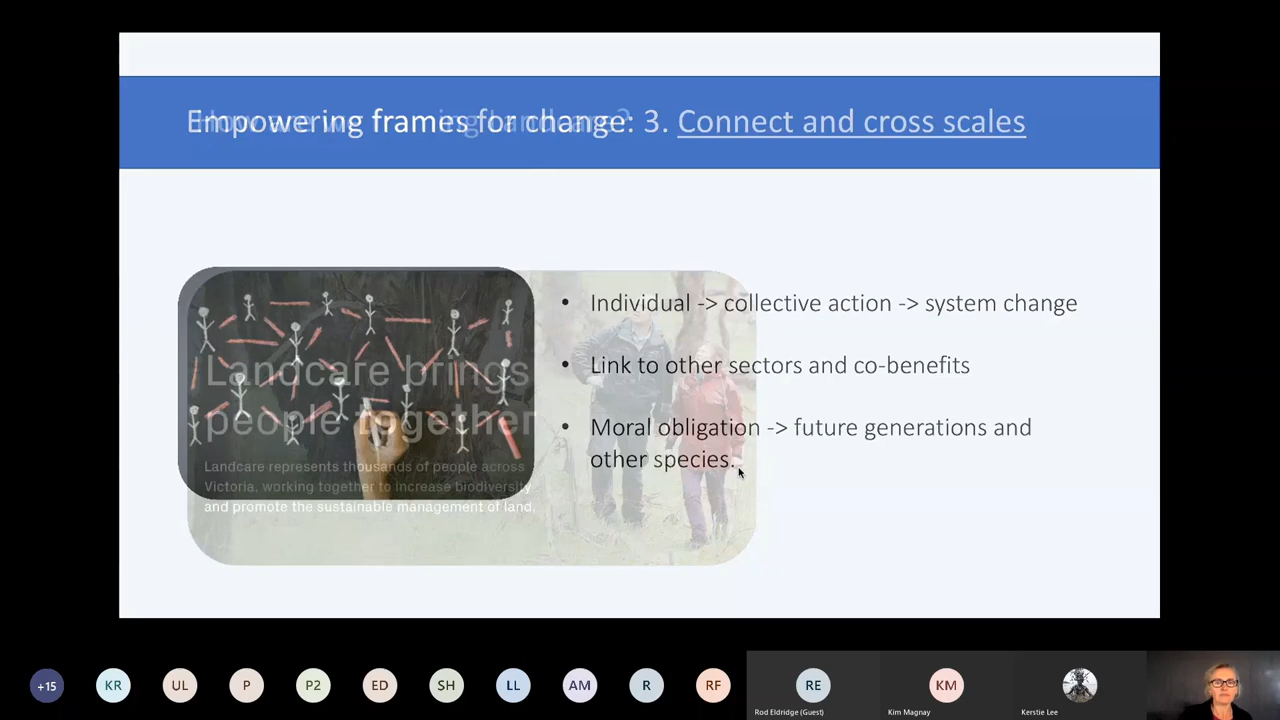 Empowering frames for change: 3. Connect and cross scales
Landcare brings
people together
Landcare represents thousands of people across
Victoria, working together to increase biodiversity
and promote the sustainable management of land.
• Individual -> collective action -> system change
• Link to other sectors and co-benefits
• Moral obligation -> future generations and
other species.
+15
KR
UL
P
P2
ED
SH
LL
AM
R
RF
RE
KM
Rod Eldridge (Guest)
Kim Magnay
Kerstie Lee